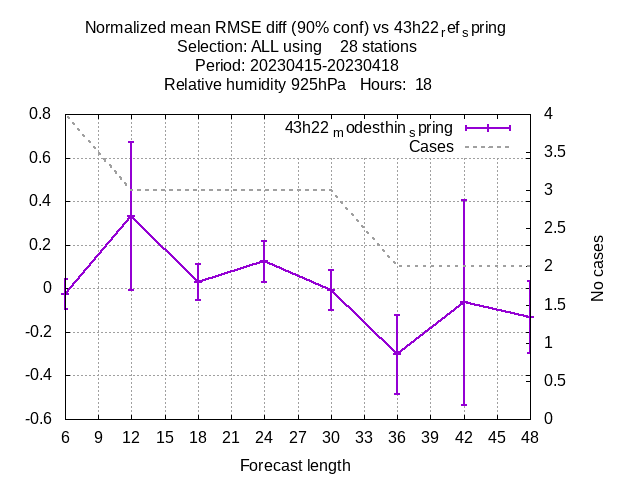 Normalized mean RMSE diff (90% conf) vs 43h22refspring
Selection: ALL using    28 stations
Period: 20230415-20230418
Relative humidity 925hPa   Hours:  18
43h22modesthinspring
Cases
0.8
0.6
0.4
0.2
0
-0.2
-0.4
-0.6
4
3.5
3
2.5
2
1.5
1
0.5
0
No cases
6 9 12 15 18 21 24 27 30 33 36 39 42 45 48
Forecast length